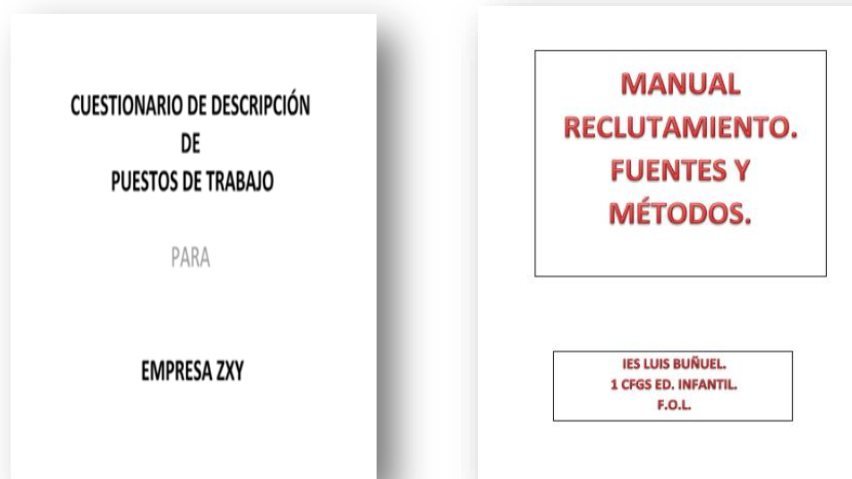 CUESTIONARIO DE DESCRIPCIÓN
DE
PUESTOS DE TRABAJO
PARA
EMPRESA ZXY
MANUAL
RECLUTAMIENTO.
FUENTES Y
MÉTODOS.
IES LUIS BUÑUEL.
1 CFGS ED. INFANTIL.
F.O.L.